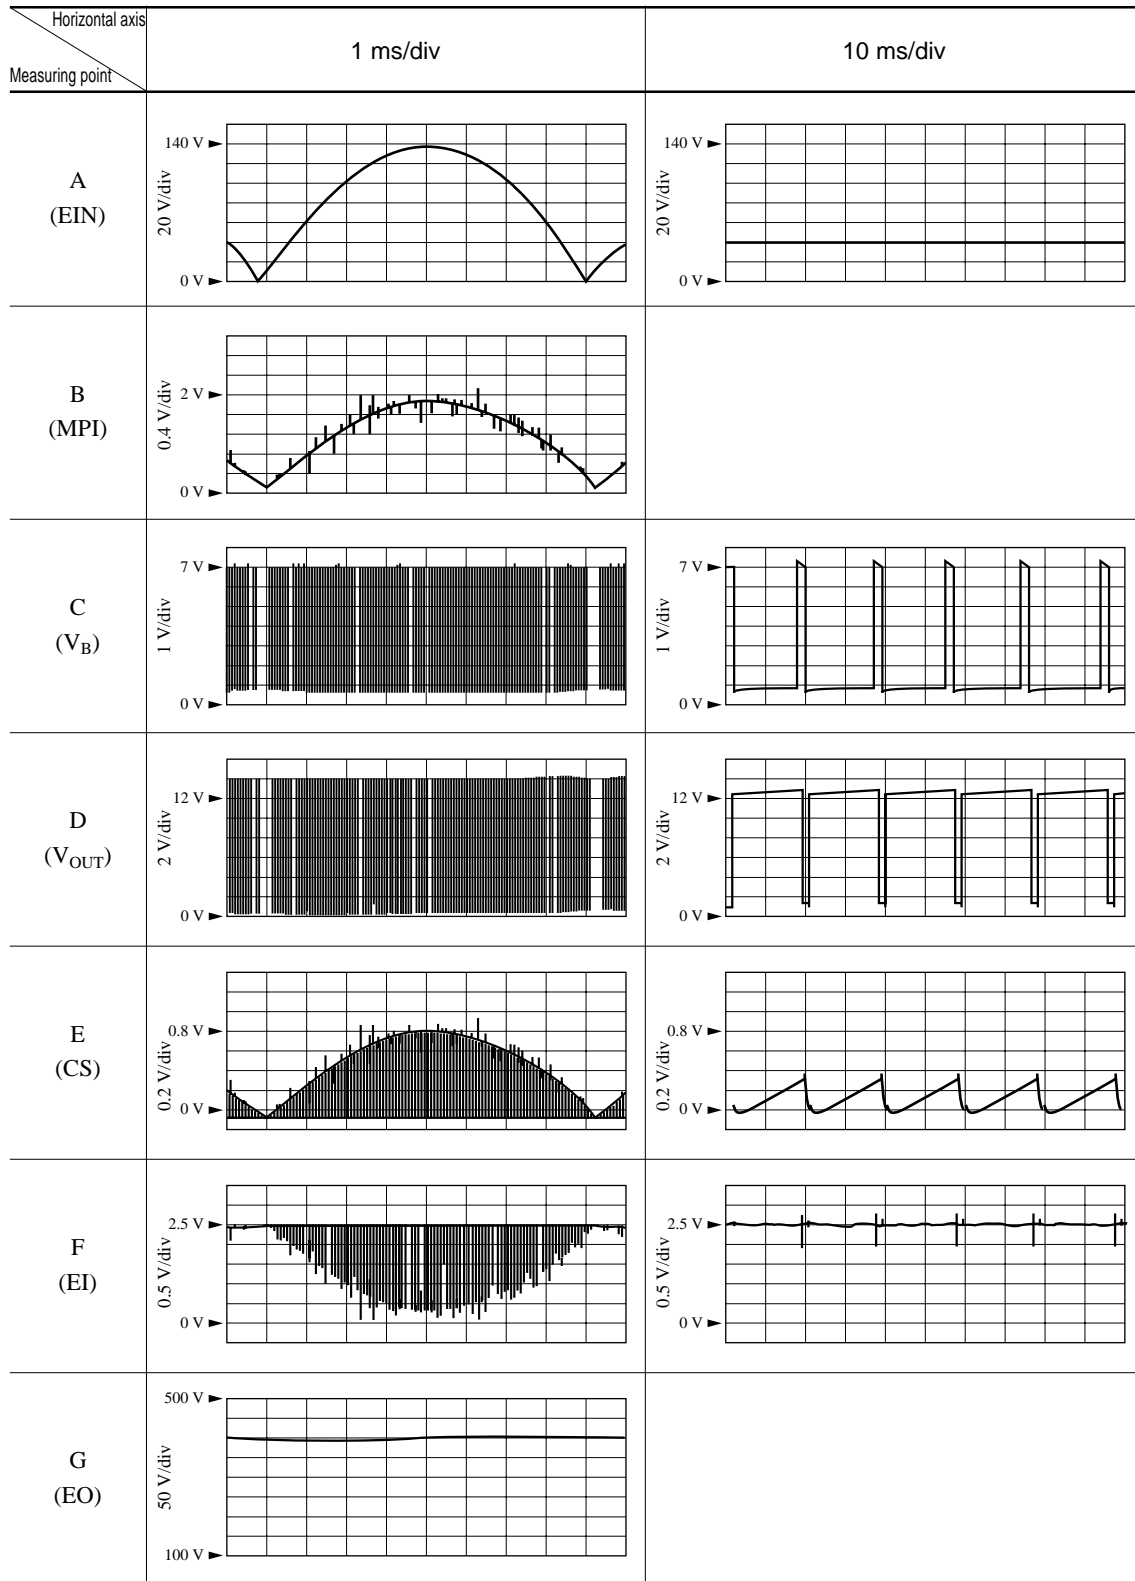 Horizontal axis
Measuring point
1 ms/div
10 ms/div
A
(EIN)
140 V
20 V/div
0 V
140 V
20 V/div
0 V
B
(MPI)
2 V
0.4 V/div
0 V
C
(VB)
7 V
1 V/div
0 V
7 V
1 V/div
0 V
D
(VOUT)
12 V
2 V/div
0 V
12 V
2 V/div
0 V
E
(CS)
0.8 V
0.2 V/div
0 V
0.8 V
0.2 V/div
0 V
F
(EI)
2.5 V
0.5 V/div
0 V
2.5 V
0.5 V/div
0 V
G
(EO)
500 V
50 V/div
100 V